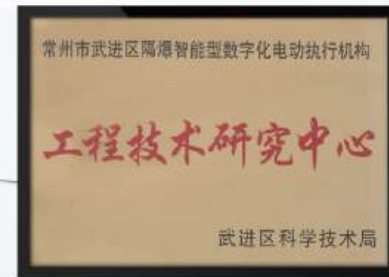 常州市武进区隔爆智能型数字化电动执行机构
工程技术研究中心
武进区科学技术局